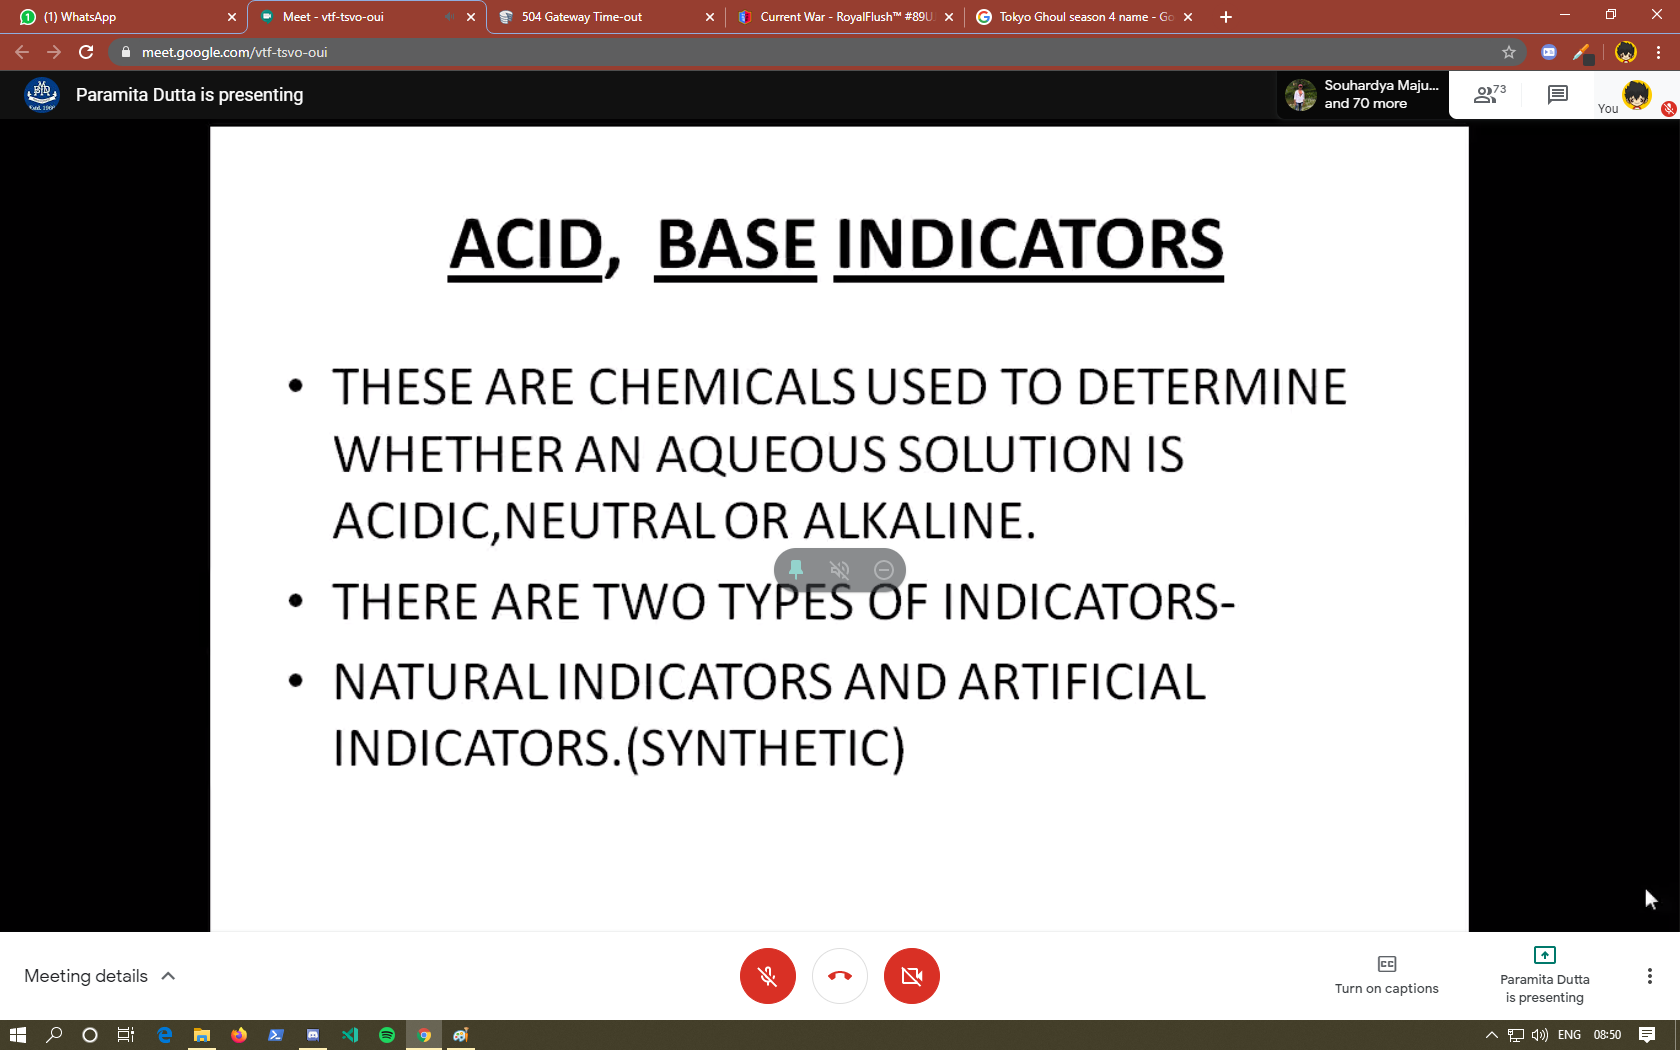 (1) WhatsApp
Meet - vtf-tsvo-oui
504 Gateway Time-out
Current War - RoyalFlush™ #89U
Tokyo Ghoul season 4 name - Go
meet.google.com/vtf-tsvo-oui
Paramita Dutta is presenting
Souhardya Maju...
and 70 more
73
You
ACID, BASE INDICATORS
• THESE ARE CHEMICALS USED TO DETERMINE
WHETHER AN AQUEOUS SOLUTION IS
ACIDIC,NEUTRAL OR ALKALINE.
• THERE ARE TWO TYPES OF INDICATORS-
• NATURAL INDICATORS AND ARTIFICIAL
INDICATORS.(SYNTHETIC)
Meeting details
Turn on captions
Paramita Dutta
is presenting
ENG
08:50